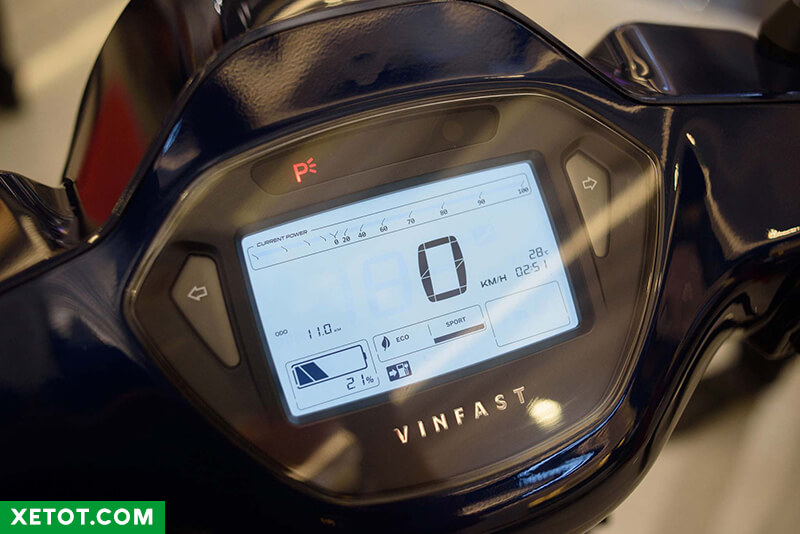 P
CURRENT POWER
0 20 40 60 70 80 90 100
0
28°C
KM/H 02:51
ODO 11.0 KM
ECO SPORT
21%
VINFAST
XETOT.COM